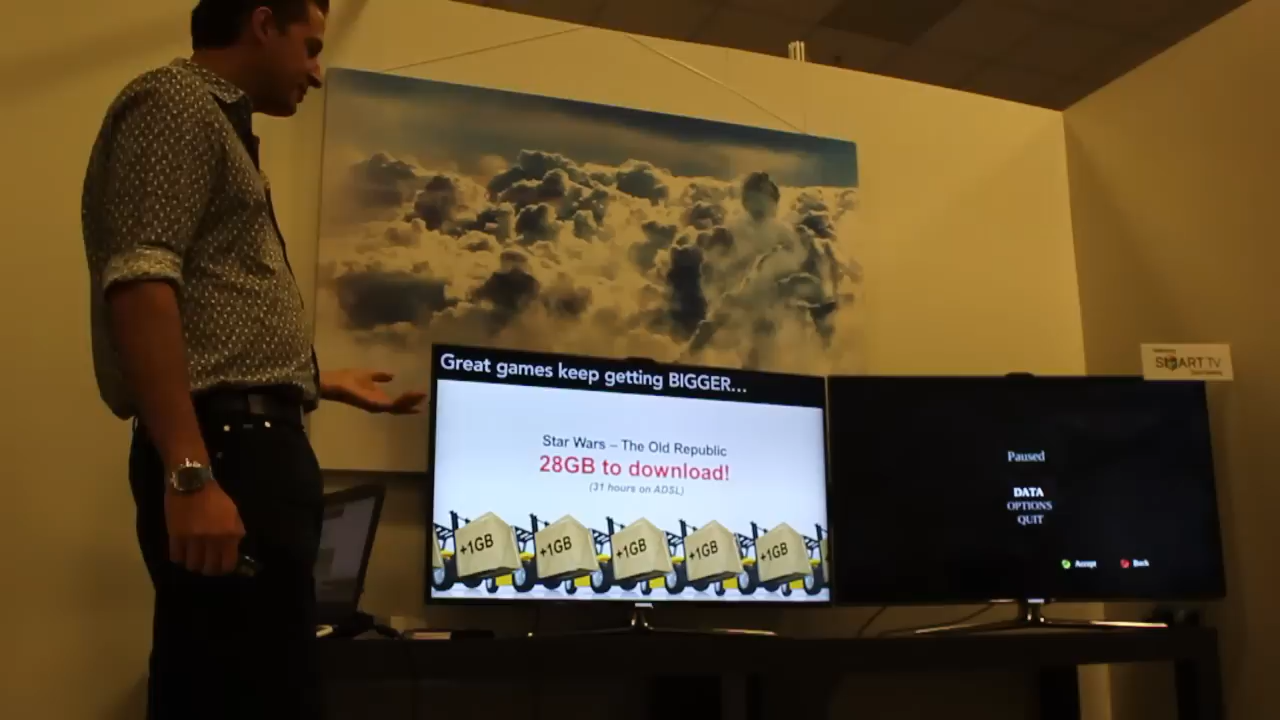 Great games keep getting BIGGER...
Star Wars – The Old Republic
28GB to download!
(31 hours on ADSL)
+1GB
+1GB
+1GB
+1GB
+1GB
SMART TV
Paused
DATA
OPTIONS
QUIT
Accept
Back